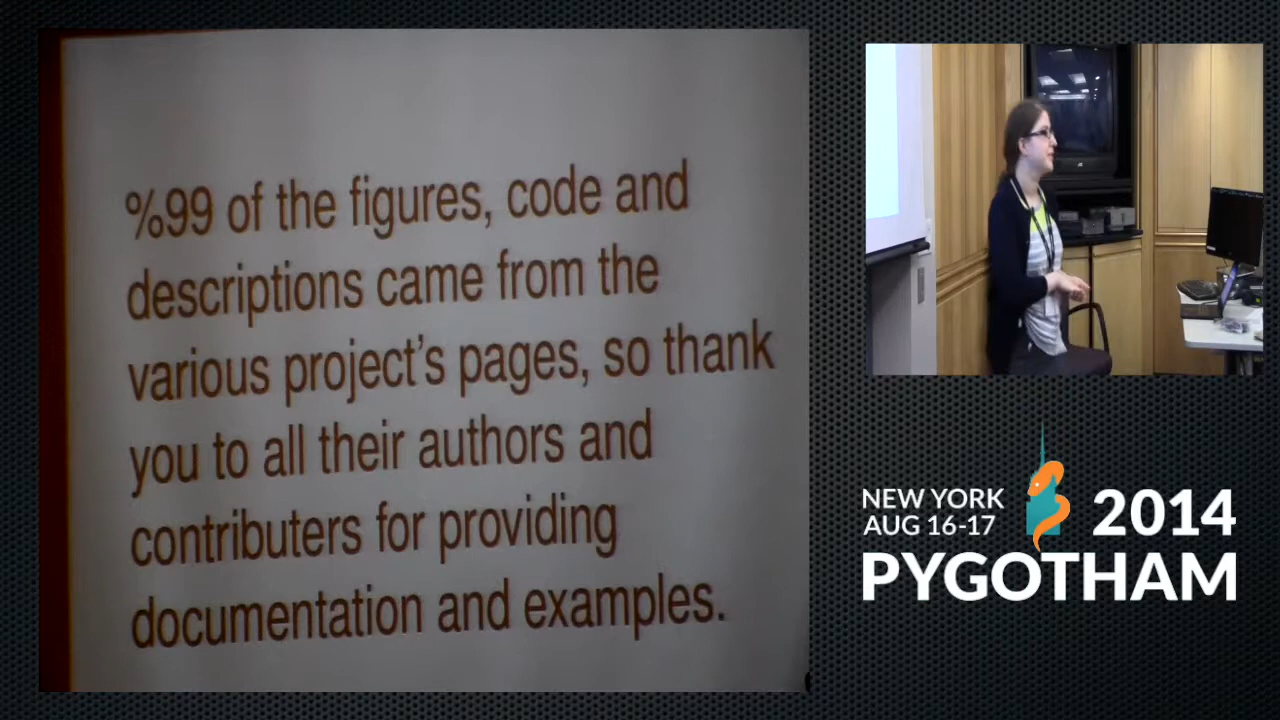 %99 of the figures, code and
descriptions came from the
various project's pages, so thank
you to all their authors and
contributers for providing
documentation and examples.
NEW YORK
AUG 16-17
2014
PYGOTHAM